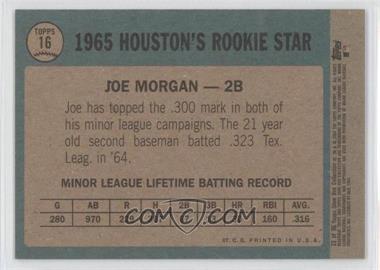 TOPPS
16
1965 HOUSTON'S ROOKIE STAR
JOE MORGAN — 2B
Joe has topped the .300 mark in both of
his minor league campaigns. The 21 year
old second baseman batted .323 Tex.
Leag. in '64.
MINOR LEAGUE LIFETIME BATTING RECORD
G AB R H 2B 3B HR RBI AVG.
280 970 160 .316
©T. C. G. PRINTED IN U.S.A.
topps